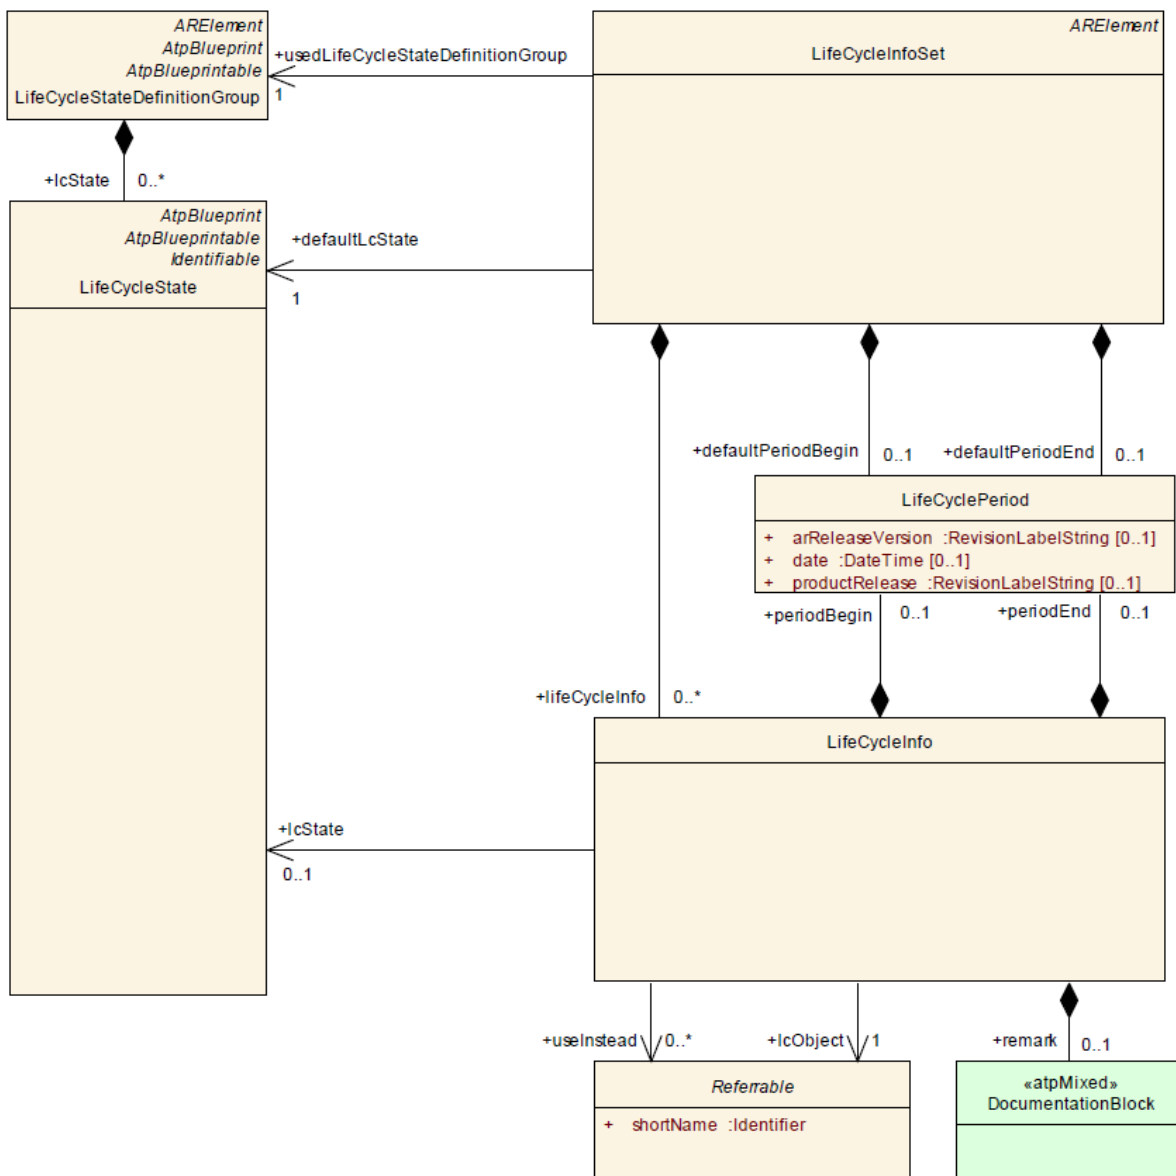 ARElement
AtpBlueprint
AtpBlueprintable
LifeCycleStateDefinitionGroup
+usedLifeCycleStateDefinitionGroup
1
ARElement
LifeCycleInfoSet
+lcState 0..*
AtpBlueprint
AtpBlueprintable
Identifiable
LifeCycleState
+defaultLcState
1
+defaultPeriodBegin 0..1 +defaultPeriodEnd 0..1
LifeCyclePeriod
+ arReleaseVersion :RevisionLabelString [0..1]
+ date :DateTime [0..1]
+ productRelease :RevisionLabelString [0..1]
+periodBegin 0..1 +periodEnd 0..1
+lifeCycleInfo 0..*
LifeCycleInfo
+lcState
0..1
+useInstead 0..* +lcObject 1 +remark 0..1
Referrable
+ shortName :Identifier
«atpMixed»
DocumentationBlock